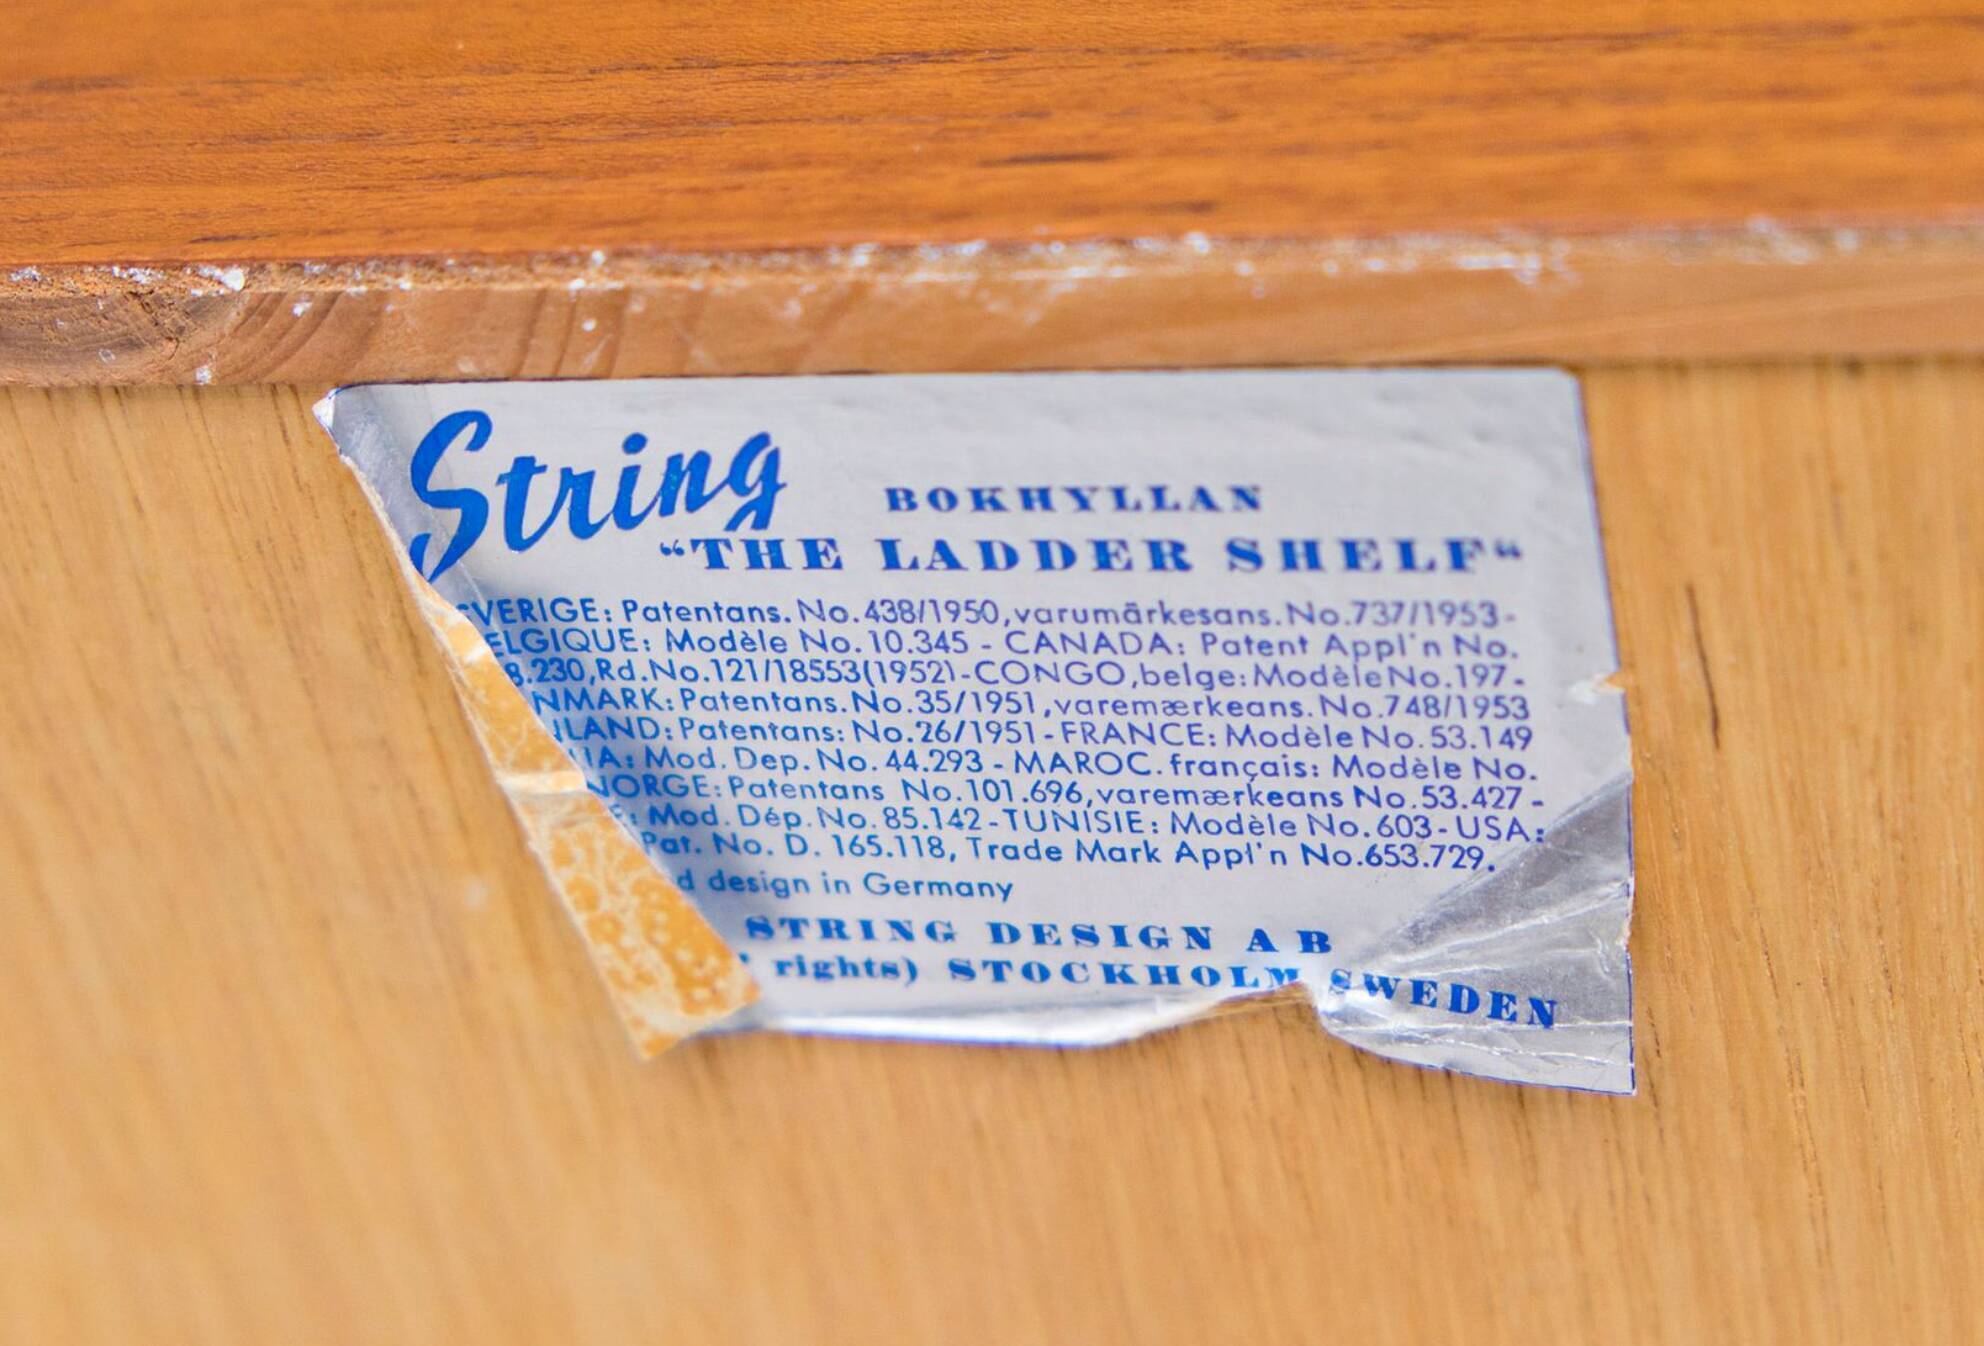 String
BOKHYLLAN
“THE LADDER SHELF“
SVERIGE: Patentans. No. 438/1950, varumärkesans. No. 737/1953-
ELGIQUE: Modèle No. 10.345 - CANADA: Patent Appl'n No.
8.230, Rd. No. 121/18553(1952)-CONGO, belge: Modèle No. 197-
NMARK: Patentans. No. 35/1951, varemærkeans. No. 748/1953
LAND: Patentans: No. 26/1951 - FRANCE: Modèle No. 53.149
IA: Mod. Dep. No. 44.293 - MAROC. français: Modèle No.
NORGE: Patentans No. 101.696, varemærkeans No. 53.427 -
E: Mod. Dép. No. 85.142 - TUNISIE: Modèle No. 603 - USA:
Pat. No. D. 165.118, Trade Mark Appl'n No. 653.729.
d design in Germany
STRING DESIGN AB
rights) STOCKHOLM SWEDEN